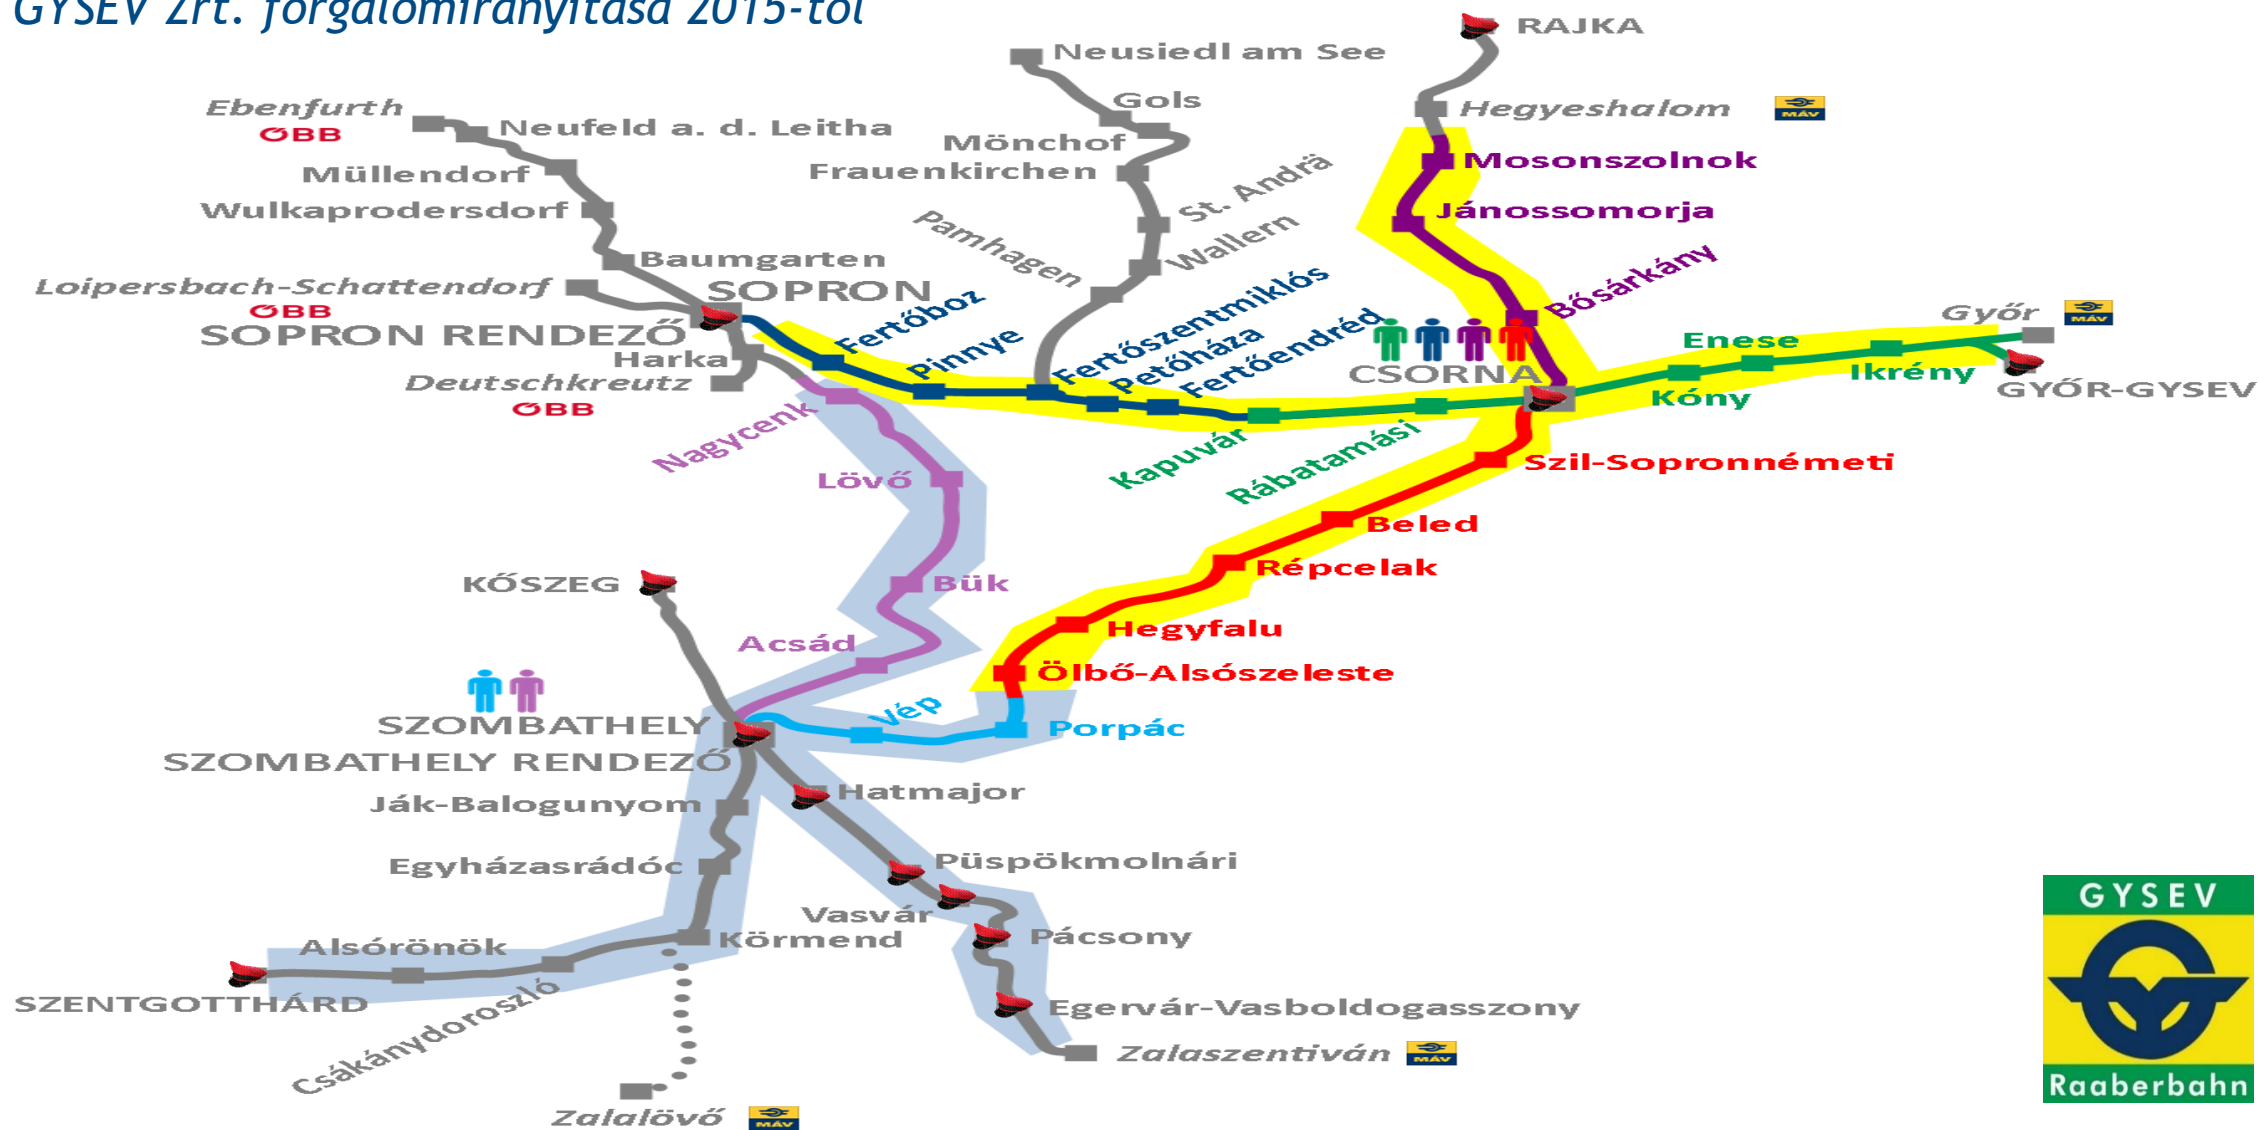 GYSEV Zrt. forgalomirányítása 2015-től
RAJKA
Neusiedl am See
Gols
Hegyeshalom
MÁV
Ebenfurth
ÖBB
Neufeld a. d. Leitha
Mönchof
Müllendorf
Frauenkirchen
Mosonszolnok
St. Andrä
Wulkaprodersdorf
Jánossomorja
Pamhagen
Wallern
Baumgarten
Loipersbach-Schattendorf
ÖBB
SOPRON
SOPRON RENDEZŐ
Fertőboz
Pinnye
Fertőszentmiklós
Petőháza
Fertőendréd
Bősárkány
Győr
MÁV
Enese
Harka
Deutschkreutz
ÖBB
CSORNA
Ikrény
GYŐR-GYSEV
Kóny
Nagycenk
Kapuvár
Rábatamási
Szil-Sopronnémeti
Lövő
Beled
Répcelak
KŐSZEG
Bük
Hegyfalu
Acsád
Ölbő-Alsószeleste
Vép
Porpác
SZOMBATHELY
SZOMBATHELY RENDEZŐ
Hatmajor
Ják-Balogunyom
Egyházasrádóc
Püspökmolnári
Vasvár
Pácsony
Körmend
Alsórönök
SZENTGOTTHÁRD
Csákánydoroszló
Egervár-Vasboldogasszony
Zalaszentiván
MÁV
Zalalövő
MÁV
GYSEV
Raaberbahn